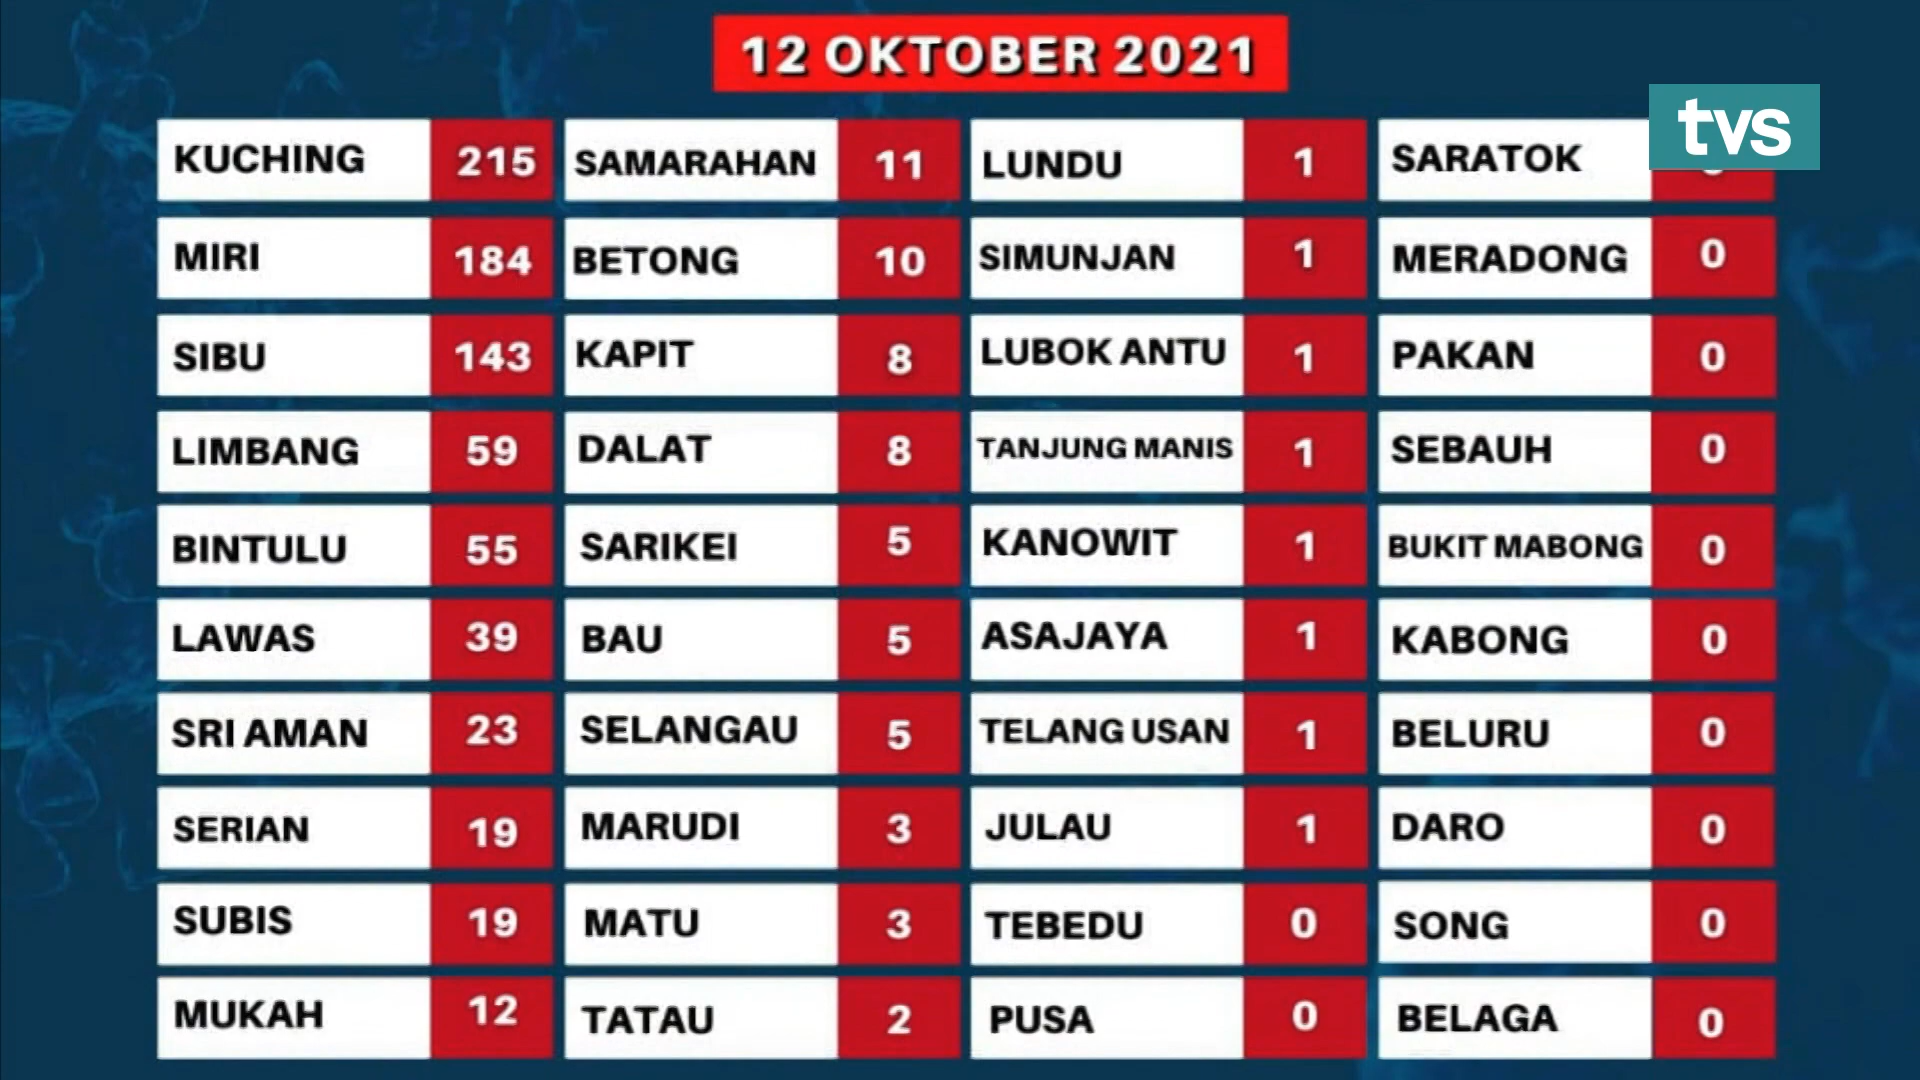 12 OKTOBER 2021
tvs
KUCHING 215 SAMARAHAN 11 LUNDU 1 SARATOK
MIRI 184 BETONG 10 SIMUNJAN 1 MERADONG 0
SIBU 143 KAPIT 8 LUBOK ANTU 1 PAKAN 0
LIMBANG 59 DALAT 8 TANJUNG MANIS 1 SEBAUH 0
BINTULU 55 SARIKEI 5 KANOWIT 1 BUKIT MABONG 0
LAWAS 39 BAU 5 ASAJAYA 1 KABONG 0
SRI AMAN 23 SELANGAU 5 TELANG USAN 1 BELURU 0
SERIAN 19 MARUDI 3 JULAU 1 DARO 0
SUBIS 19 MATU 3 TEBEDU 0 SONG 0
MUKAH 12 TATAU 2 PUSA 0 BELAGA 0